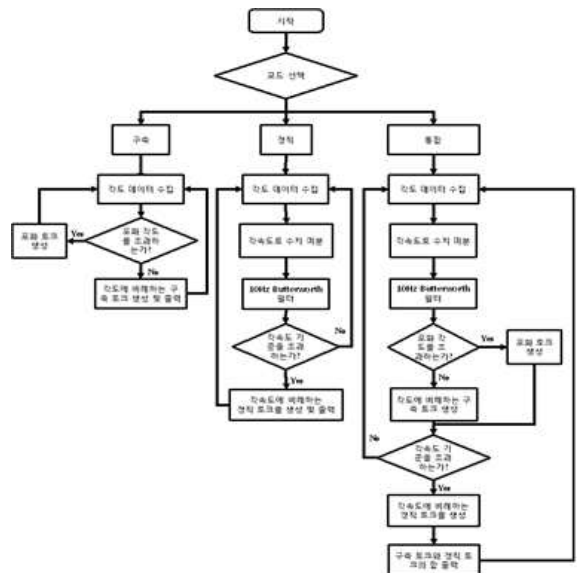 시작
모드 선택
구축
경직
통합
각도 데이터 수집
각도 데이터 수집
각도 데이터 수집
포화 토크
생성
Yes
포화 각도
를 초과하
는가?
No
각도에 비례하는 구
축 토크 생성 및 출력
각속도로 수치 미분
10Hz Butterworth
필터
각속도 기
준을 초과
하는가?
No
Yes
각속도에 비례하는
경직 토크를 생성 및 출력
각속도로 수치 미분
10Hz Butterworth
필터
포화 각
도를 초
과하는가?
Yes
포화 토크
생성
No
각도에 비례하는 구
축 토크 생성
No
각속도 기
준을 초과
하는가?
Yes
각속도에 비례하는
경직 토크를 생성
구축 토크와 경직 토
크의 합 출력